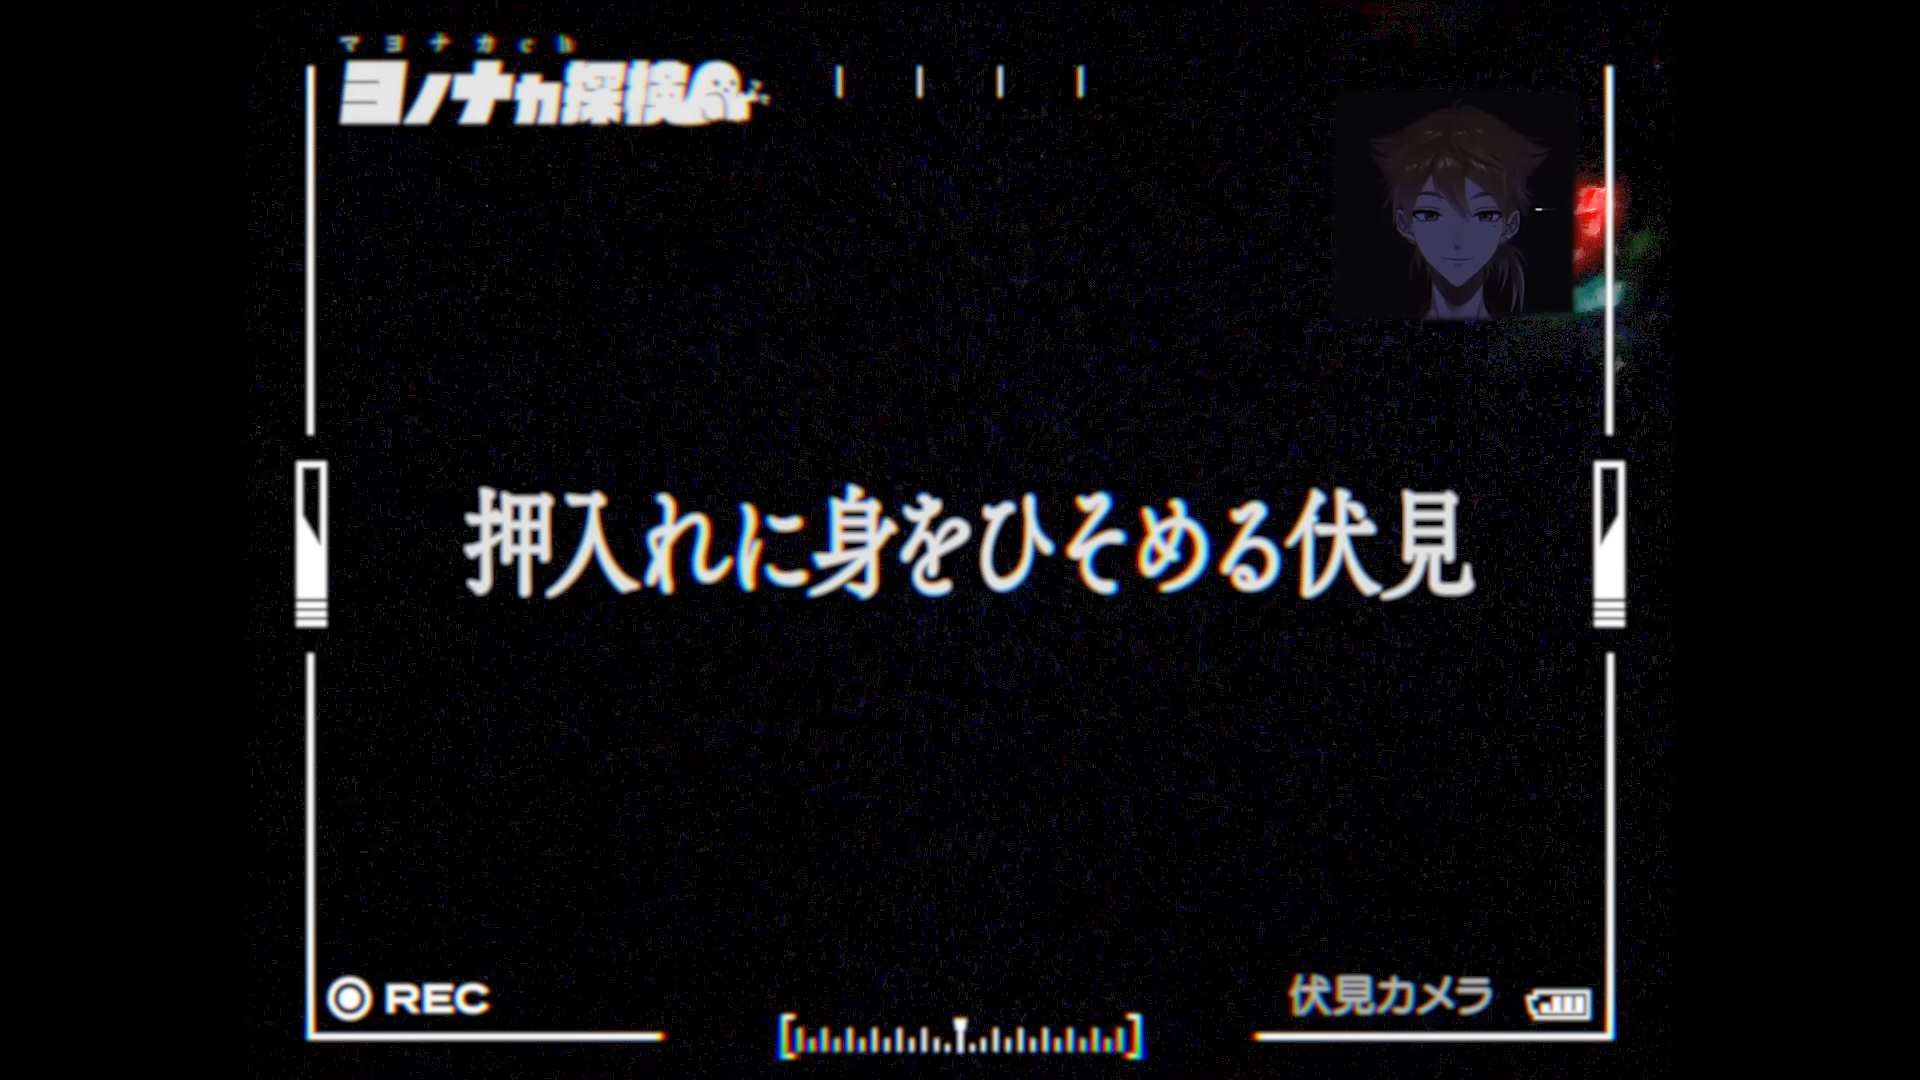 マヨナカch
ヨノナカ探検
押入れに身をひそめる伏見
REC
伏見カメラ